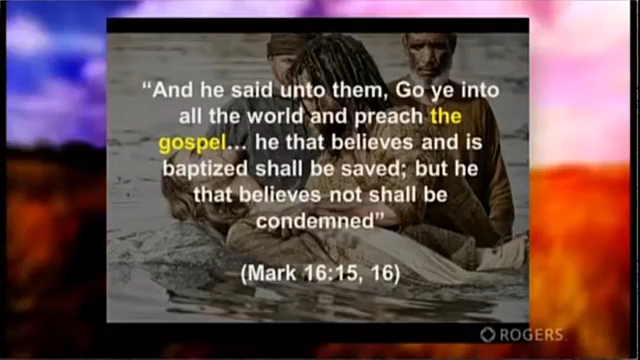 “And he said unto them, Go ye into
all the world and preach the
gospel... he that believes and is
baptized shall be saved; but he
that believes not shall be
condemned”
(Mark 16:15, 16)
ROGERS